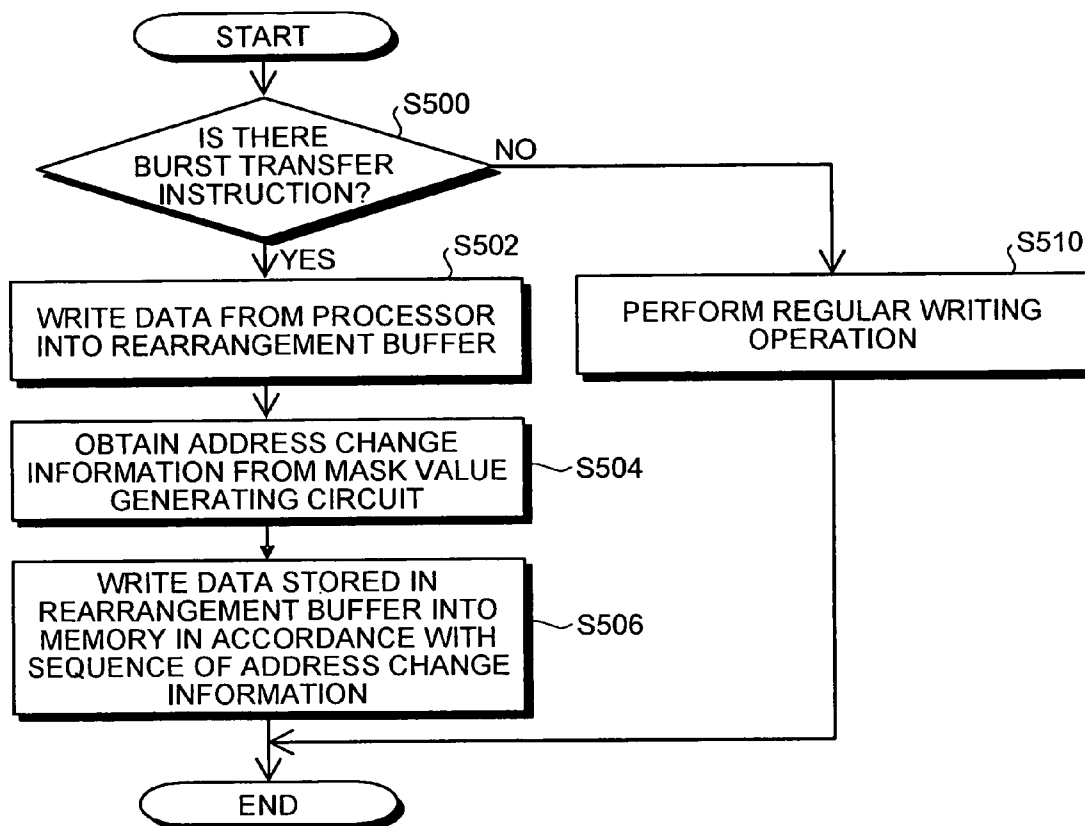 START
S500
IS THERE
BURST TRANSFER
INSTRUCTION?
NO
YES
S502
WRITE DATA FROM PROCESSOR
INTO REARRANGEMENT BUFFER
S510
PERFORM REGULAR WRITING
OPERATION
OBTAIN ADDRESS CHANGE
INFORMATION FROM MASK VALUE
GENERATING CIRCUIT
S504
WRITE DATA STORED IN
REARRANGEMENT BUFFER INTO
MEMORY IN ACCORDANCE WITH
SEQUENCE OF ADDRESS CHANGE
INFORMATION
S506
END